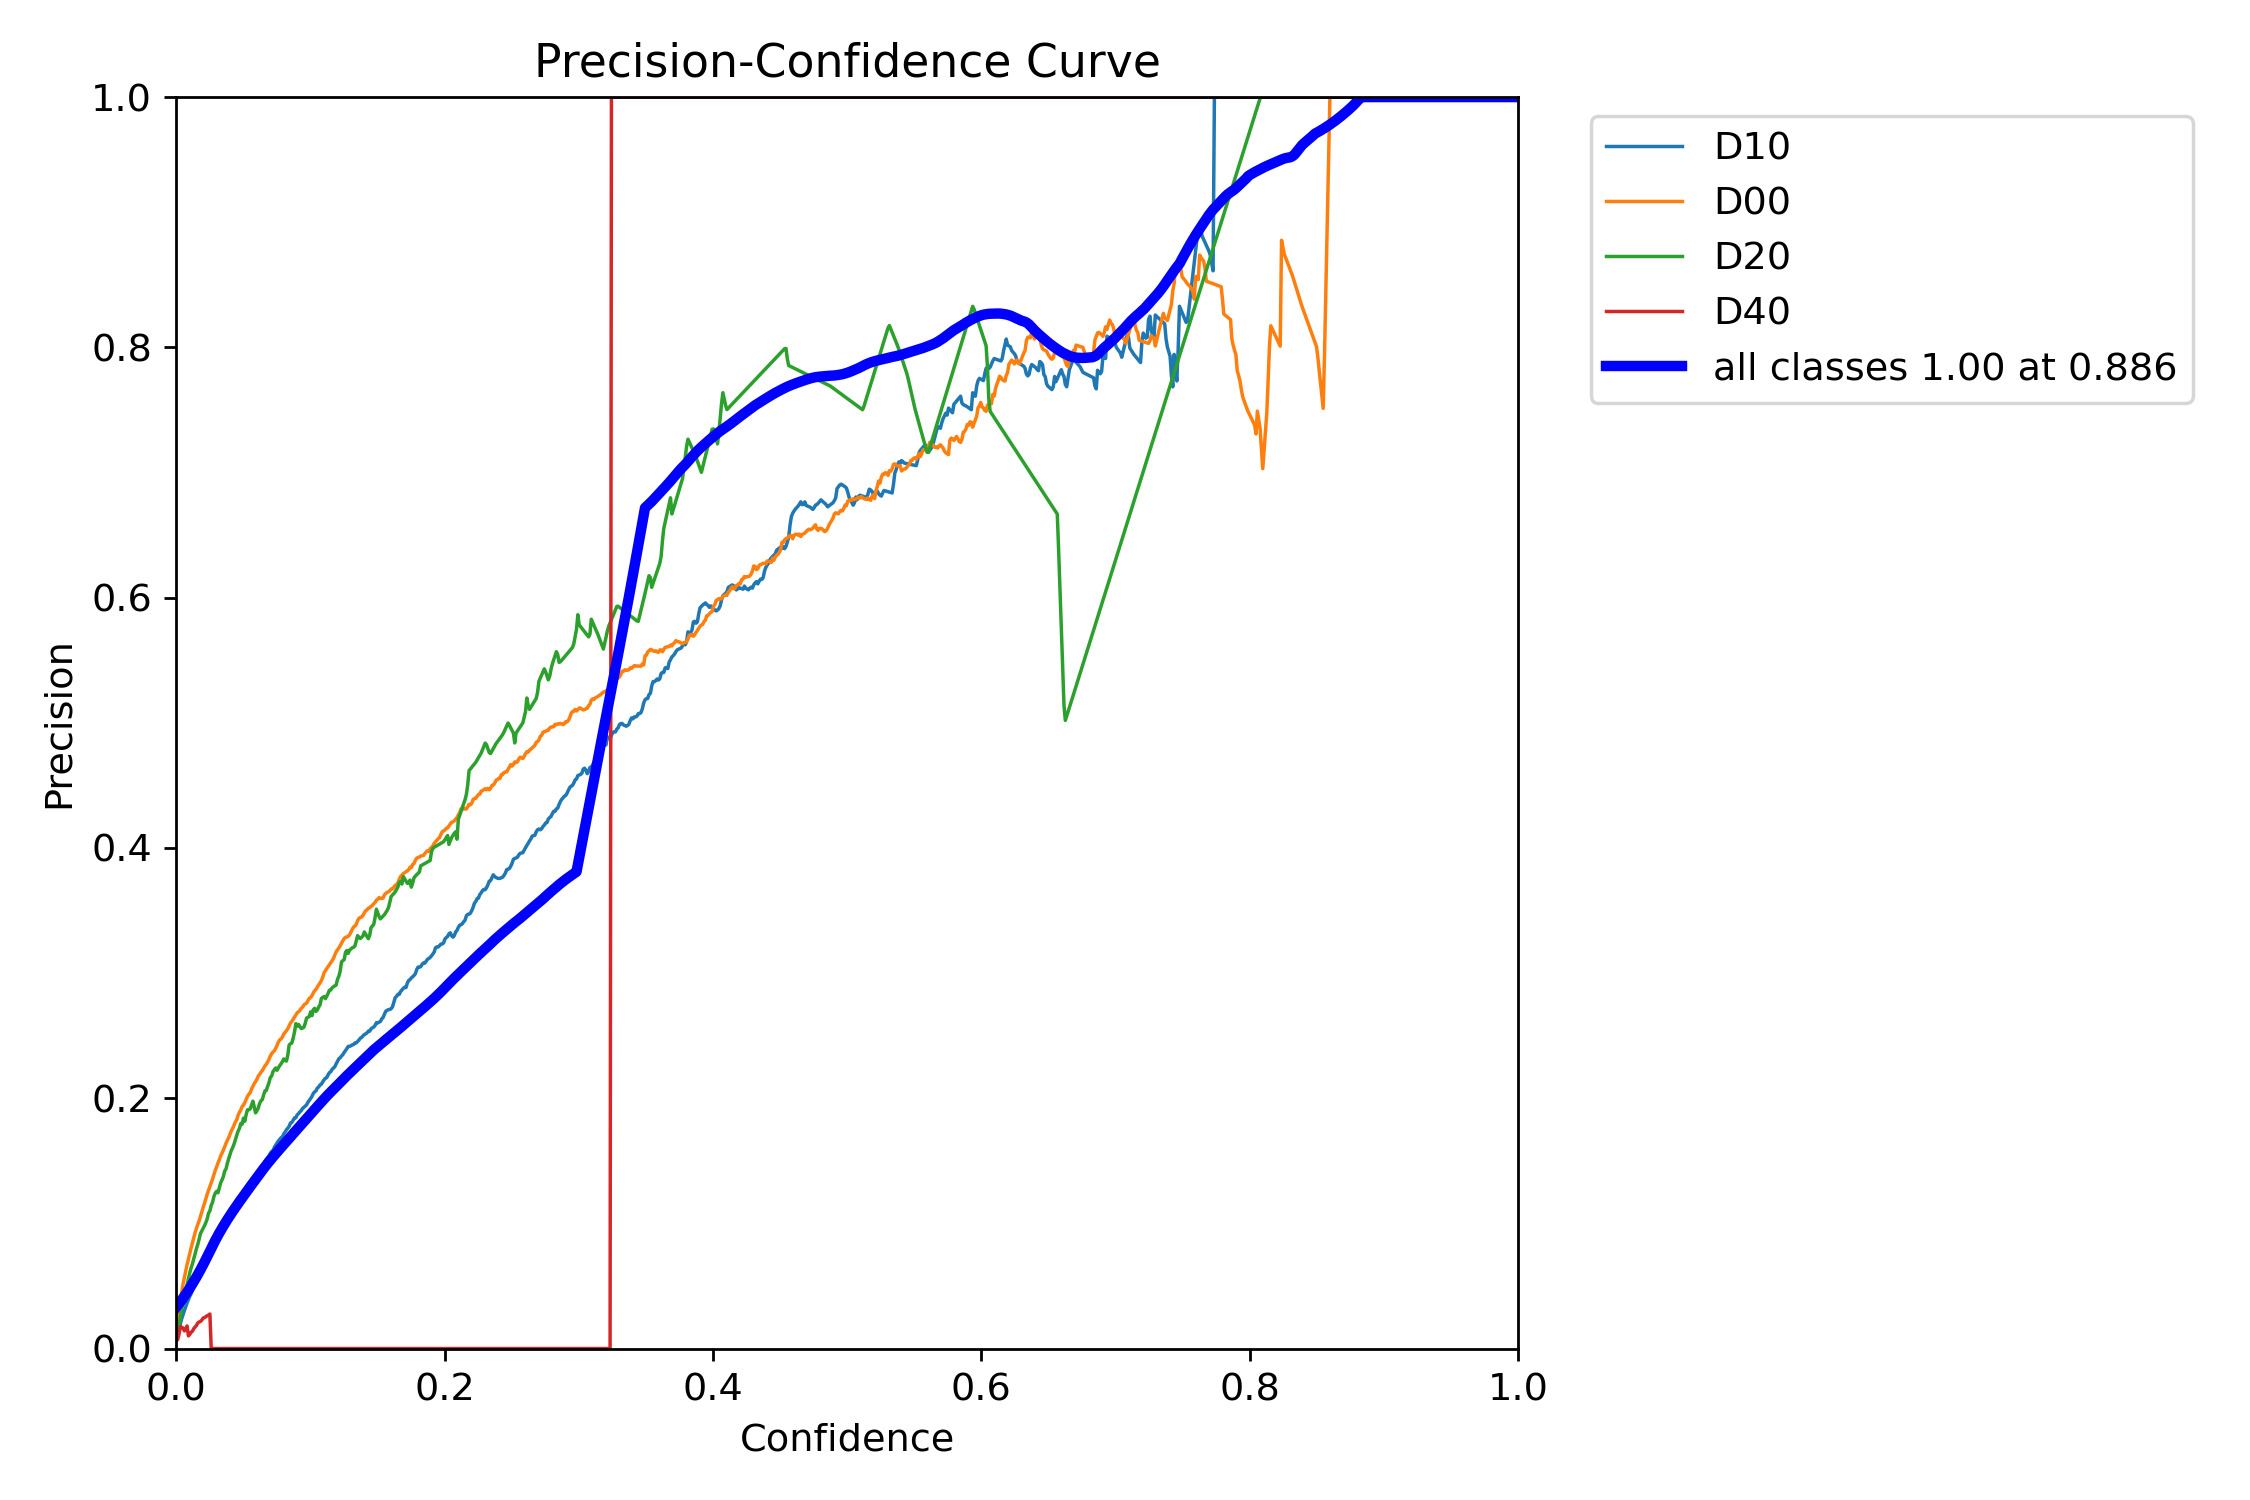 Precision-Confidence Curve
1.0
0.8
0.6
0.4
0.2
0.0
Precision
0.0 0.2 0.4 0.6 0.8 1.0
Confidence
D10
D00
D20
D40
all classes 1.00 at 0.886